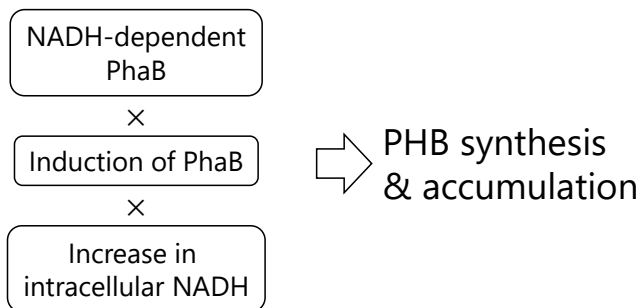 NADH-dependent
PhaB
×
Induction of PhaB
×
Increase in
intracellular NADH
PHB synthesis
& accumulation